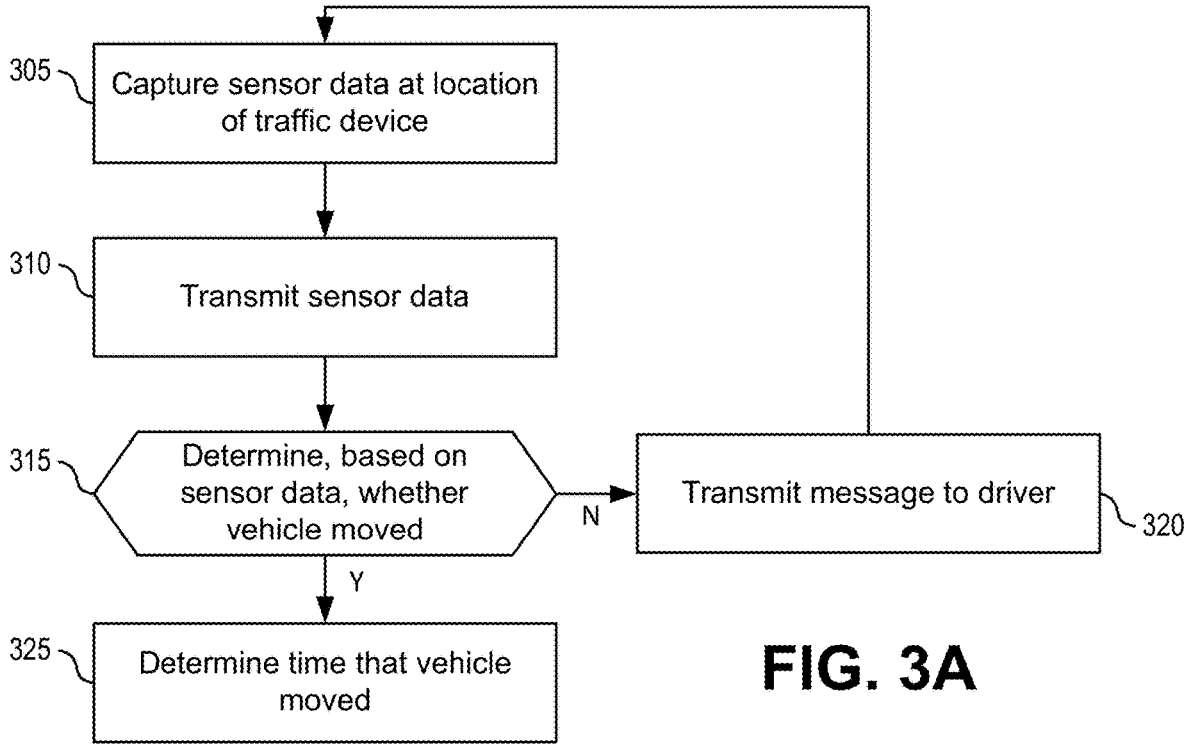 305
Capture sensor data at location
of traffic device
310
Transmit sensor data
315
Determine, based on
sensor data, whether
vehicle moved
N
Transmit message to driver
320
Y
325
Determine time that vehicle
moved
FIG. 3A